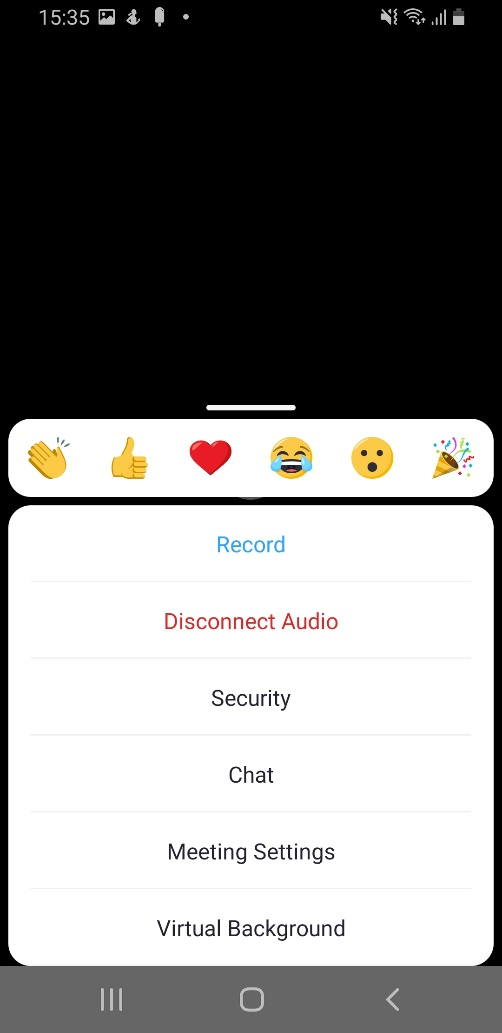 15:35
Record
Disconnect Audio
Security
Chat
Meeting Settings
Virtual Background